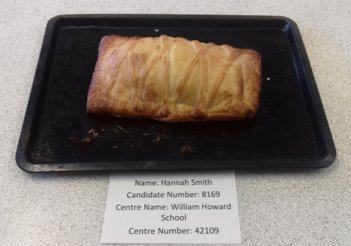 Name: Hannah Smith
Candidate Number: 8169
Centre Name: William Howard
School
Centre Number: 42109